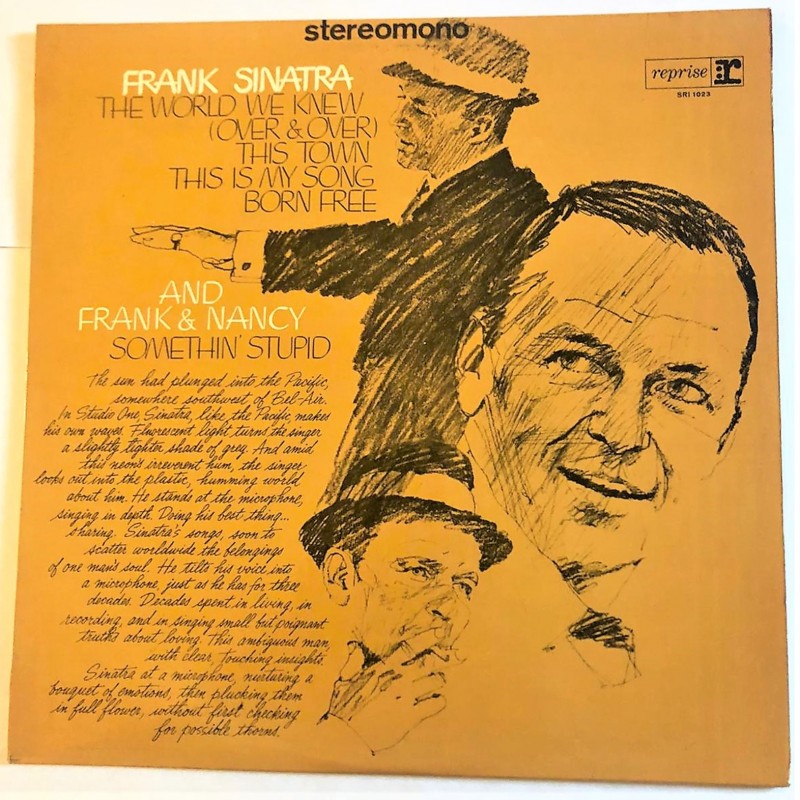 stereomono
reprise r:
SRI 1023
FRANK SINATRA
THE WORLD WE KNEW
(OVER & OVER)
THIS TOWN
THIS IS MY SONG
BORN FREE
AND
FRANK & NANCY
SOMETHIN' STUPID
The sun had plunged into the Pacific,
somewhere southwest of Bel-Air.
In Studio One, Sinatra, like the Pacific, makes
his own waves. Fluorescent light turns the singer
a slightly lighter shade of grey. And amid
this neon's irreverent hum, the singer
looks out into the plastic, humming world
about him. He stands at the microphone,
singing in depth. Doing his best thing...
sharing. Sinatra's songs, soon to
scatter worldwide the belongings
of one man's soul. He tilts his voice into
a microphone, just as he has for three
decades. Decades spent in living, in
recording, and in singing small but poignant
truths about loving. This ambiguous man,
with clear, touching insights.
Sinatra at a microphone, nurturing a
bouquet of emotions, then plucking them
in full flower, without first checking
for possible thorns.